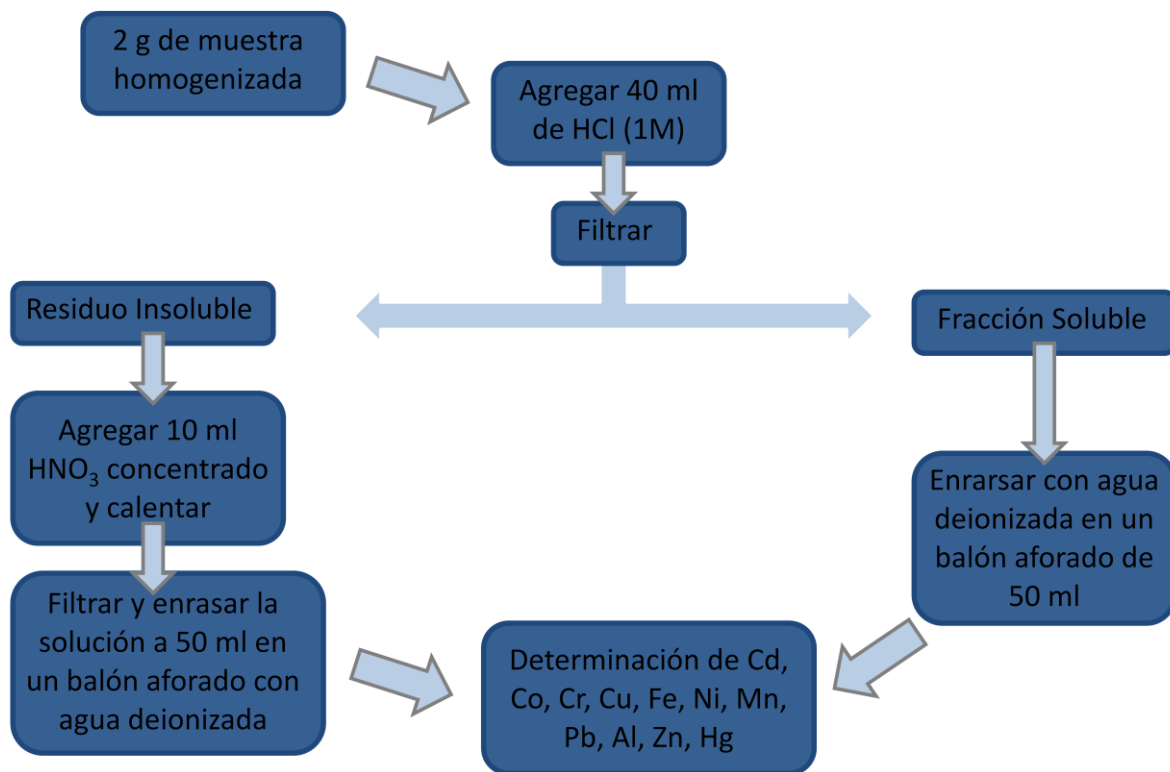 2 g de muestra
homogenizada
Agregar 40 ml
de HCl (1M)
Filtrar
Residuo Insoluble
Fracción Soluble
Agregar 10 ml
HNO₃ concentrado
y calentar
Enrarsar con agua
deionizada en un
balón aforado de
50 ml
Filtrar y enrasar la
solución a 50 ml en
un balón aforado con
agua deionizada
Determinación de Cd,
Co, Cr, Cu, Fe, Ni, Mn,
Pb, Al, Zn, Hg